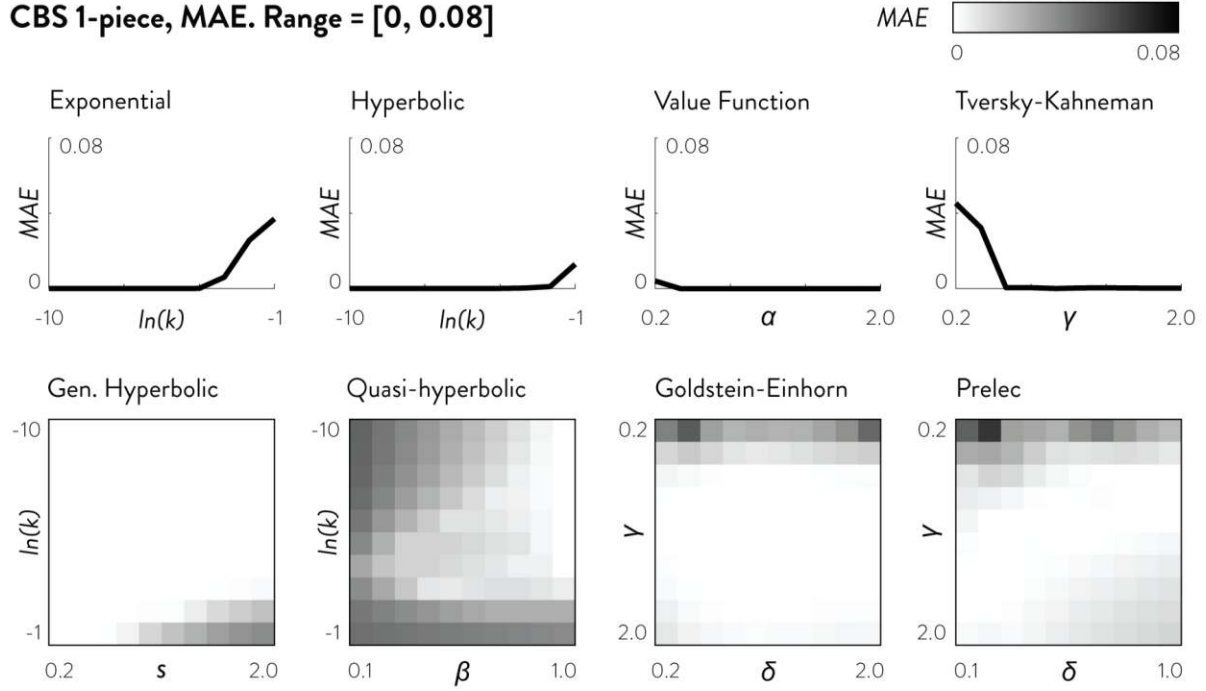 CBS 1-piece, MAE. Range = [0, 0.08]
MAE
0 0.08
Exponential
0.08
MAE
0
-10 ln(k) -1
Hyperbolic
0.08
MAE
0
-10 ln(k) -1
Value Function
0.08
MAE
0
0.2 α 2.0
Tversky-Kahneman
0.08
MAE
0
0.2 γ 2.0
Gen. Hyperbolic
-10
ln(k)
-1
0.2 s 2.0
Quasi-hyperbolic
-10
ln(k)
-1
0.1 β 1.0
Goldstein-Einhorn
0.2
γ
2.0
0.2 δ 2.0
Prelec
0.2
γ
2.0
0.1 δ 1.0